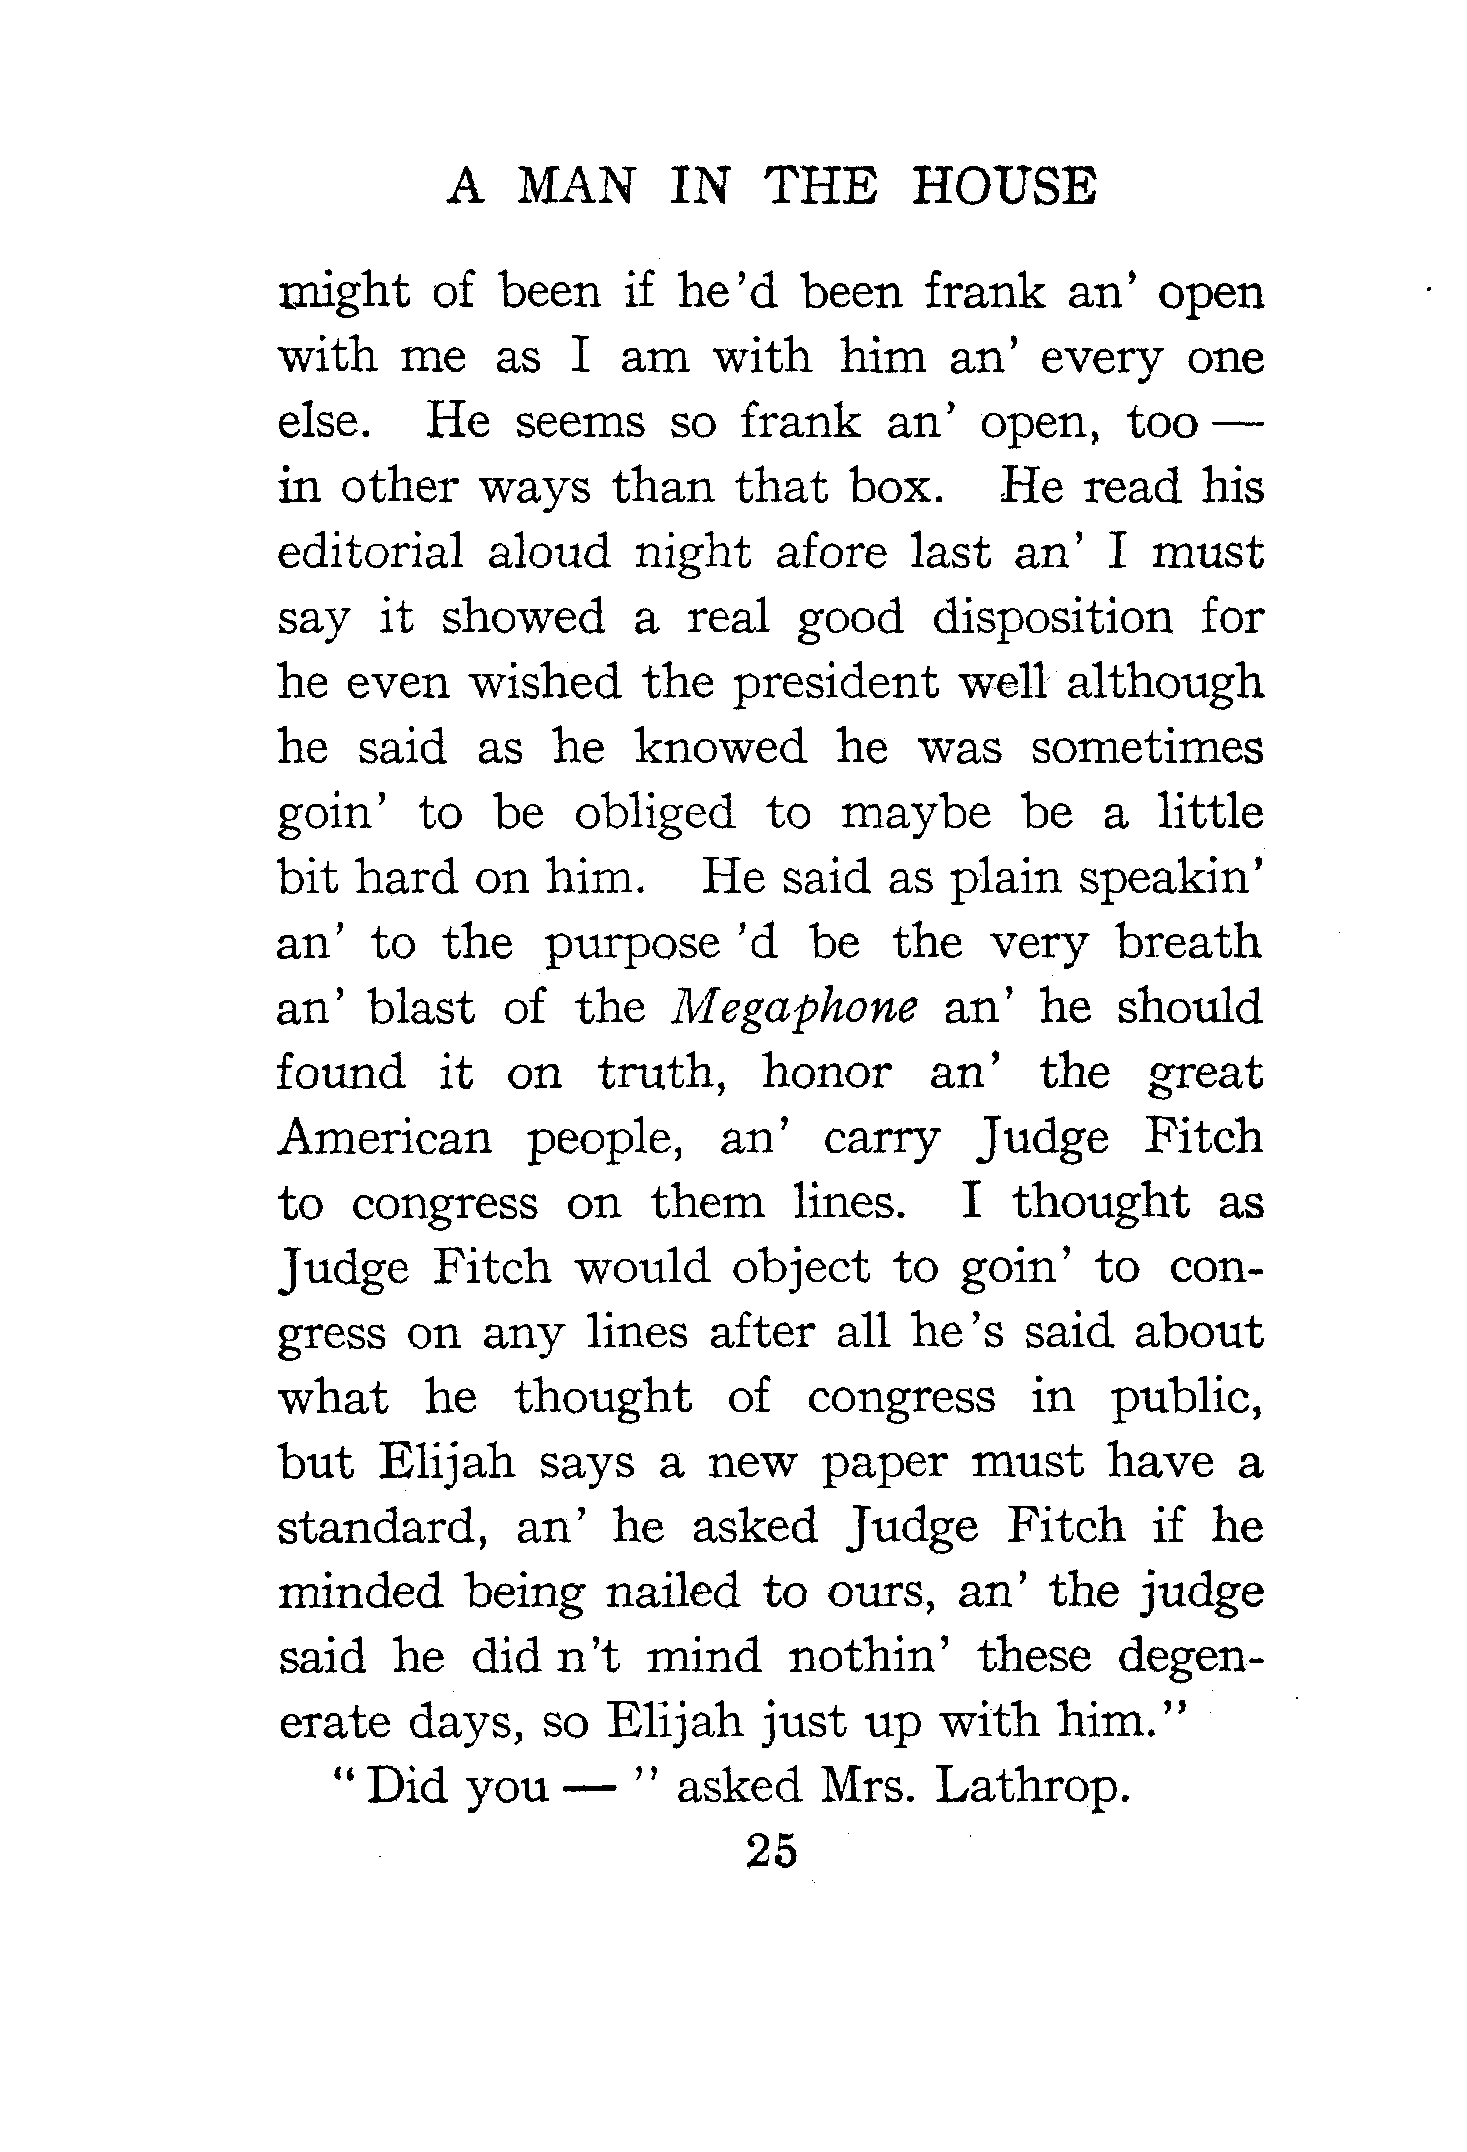 A MAN IN THE HOUSE
might of been if he'd been frank an' open
with me as I am with him an' every one
else. He seems so frank an' open, too —
in other ways than that box. He read his
editorial aloud night afore last an' I must
say it showed a real good disposition for
he even wished the president well although
he said as he knowed he was sometimes
goin' to be obliged to maybe be a little
bit hard on him. He said as plain speakin'
an' to the purpose 'd be the very breath
an' blast of the Megaphone an' he should
found it on truth, honor an' the great
American people, an' carry Judge Fitch
to congress on them lines. I thought as
Judge Fitch would object to goin' to con-
gress on any lines after all he's said about
what he thought of congress in public,
but Elijah says a new paper must have a
standard, an' he asked Judge Fitch if he
minded being nailed to ours, an' the judge
said he did n't mind nothin' these degen-
erate days, so Elijah just up with him."
"Did you — " asked Mrs. Lathrop.
25